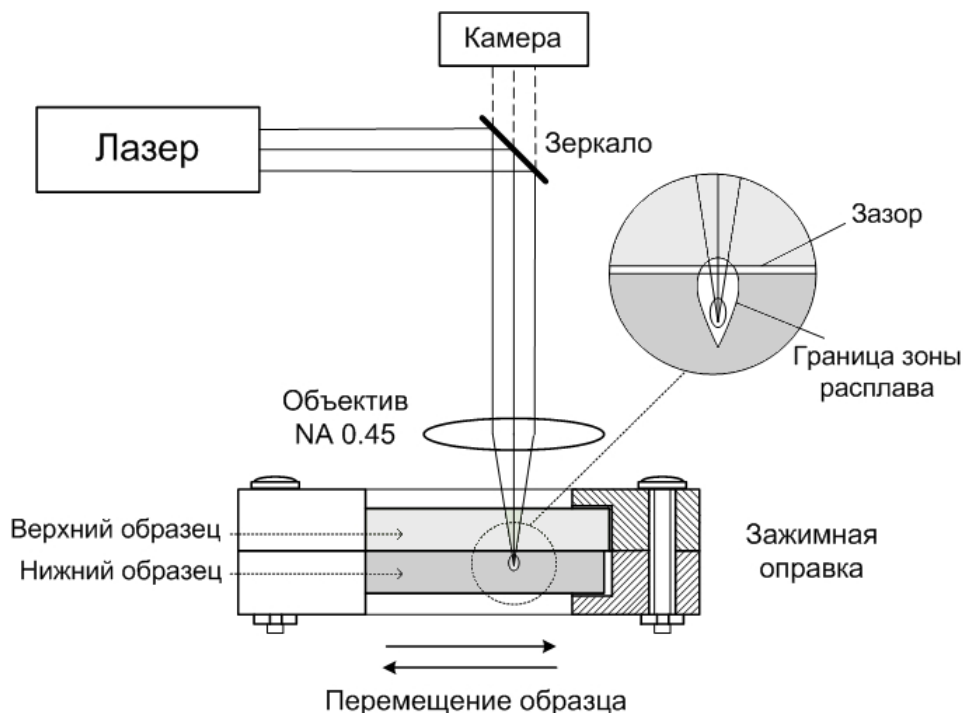 Камера
Лазер
Зеркало
Зазор
Граница зоны
расплава
Объектив
NA 0.45
Верхний образец
Нижний образец
Зажимная
оправка
Перемещение образца